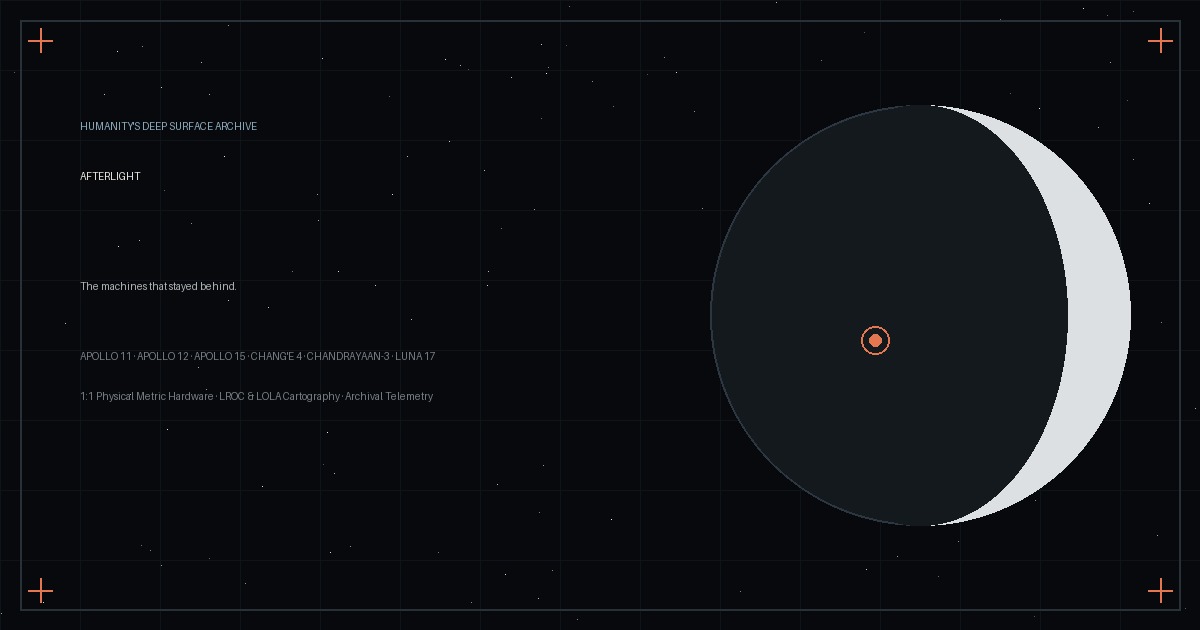 HUMANITY'S DEEP SURFACE ARCHIVE
AFTERLIGHT
The machines that stayed behind.
APOLLO 11 · APOLLO 12 · APOLLO 15 · CHANG'E 4 · CHANDRAYAAN-3 · LUNA 17
1:1 Physical Metric Hardware · LROC & LOLA Cartography · Archival Telemetry